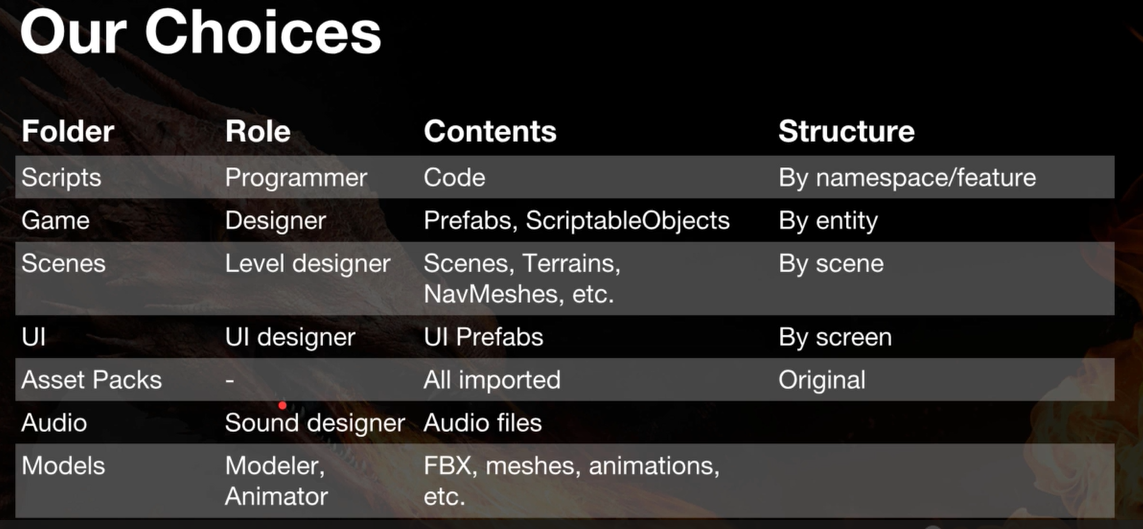 Our Choices
Folder Role Contents Structure
Scripts Programmer Code By namespace/feature
Game Designer Prefabs, ScriptableObjects By entity
Scenes Level designer Scenes, Terrains, By scene
NavMeshes, etc.
UI UI designer UI Prefabs By screen
Asset Packs - All imported Original
Audio Sound designer Audio files
Models Modeler, FBX, meshes, animations,
Animator etc.